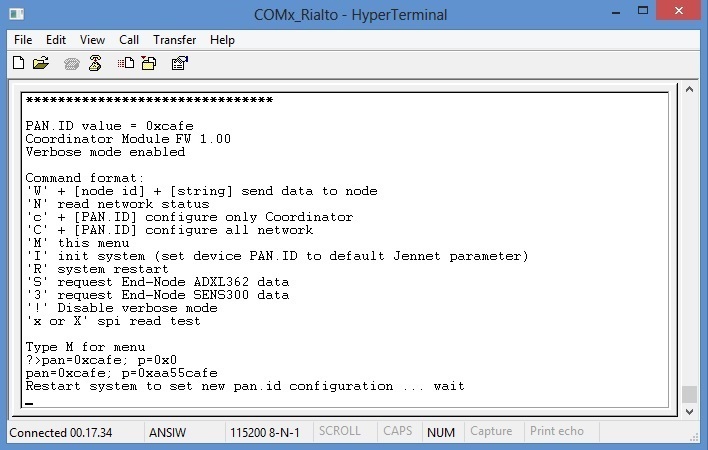 COMx_Rialto - HyperTerminal
File Edit View Call Transfer Help
*******************************
PAN.ID value = 0xcafe
Coordinator Module FW 1.00
Verbose mode enabled
Command format:
'W' + [node id] + [string] send data to node
'N' read network status
'c' + [PAN.ID] configure only Coordinator
'C' + [PAN.ID] configure all network
'M' this menu
'I' init system (set device PAN.ID to default Jennet parameter)
'R' system restart
'S' request End-Node ADXL362 data
'3' request End-Node SENS300 data
'!' Disable verbose mode
'x or X' spi read test
Type M for menu
?>pan=0xcafe; p=0x0
pan=0xcafe; p=0xaa55cafe
Restart system to set new pan.id configuration ... wait
_
Connected 00.17.34 ANSIW 115200 8-N-1 SCROLL CAPS NUM Capture Print echo